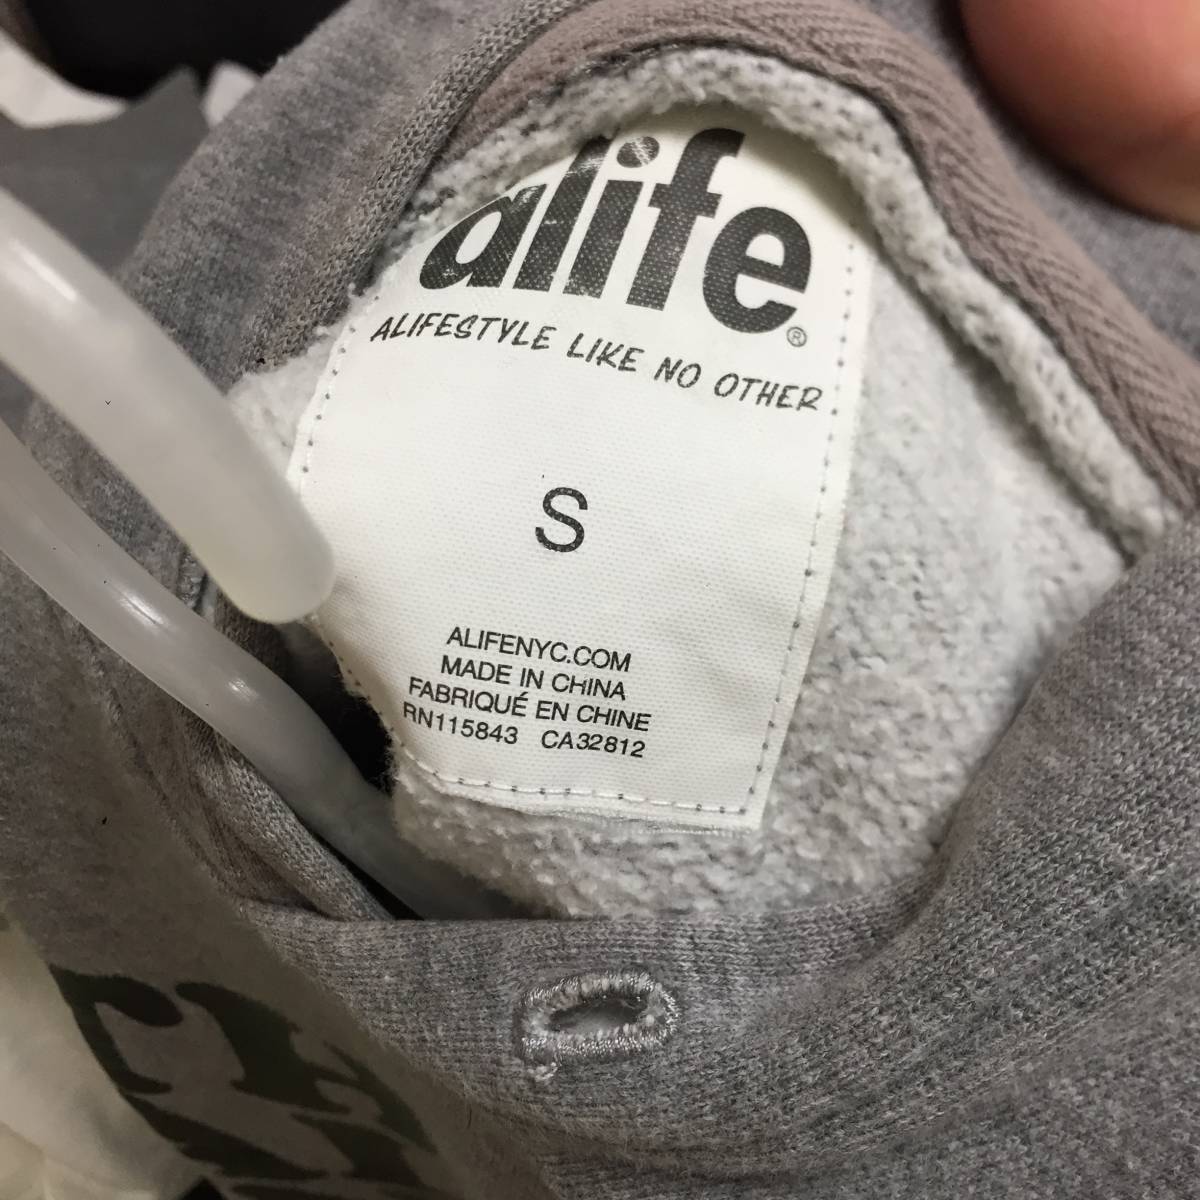 alife®
ALIFESTYLE LIKE NO OTHER
S
ALIFENYC.COM
MADE IN CHINA
FABRIQUÉ EN CHINE
RN115843 CA32812